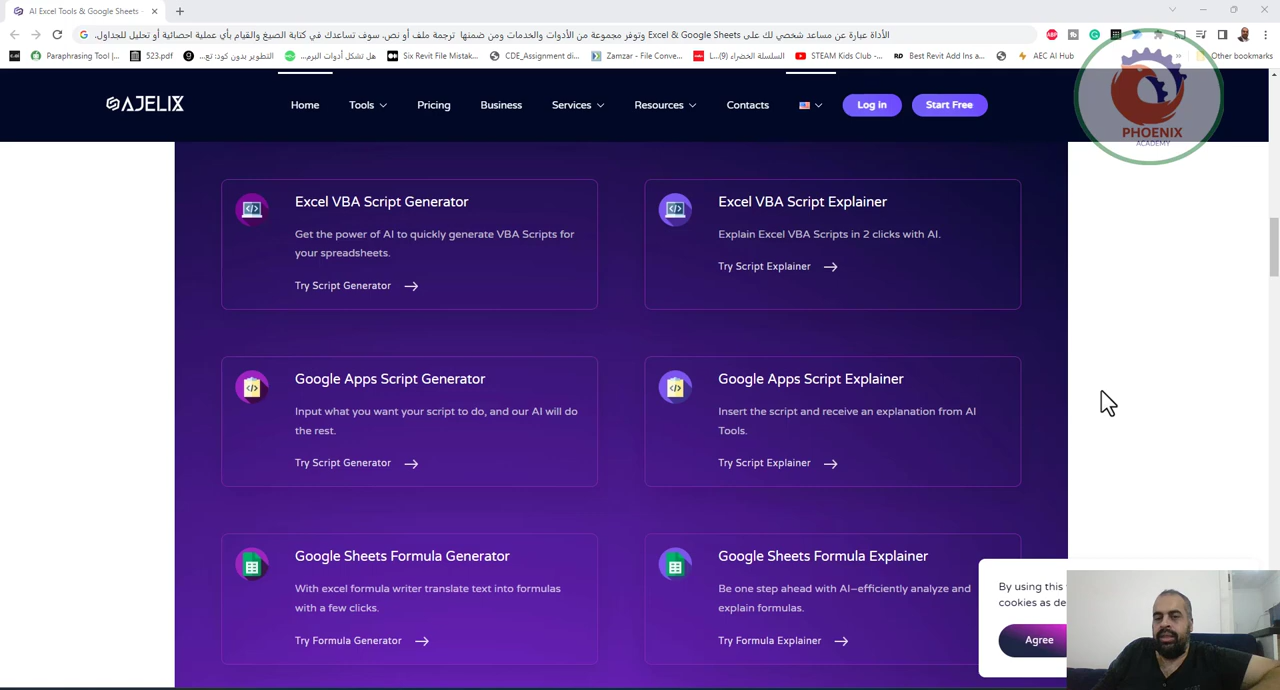 AI Excel Tools & Google Sheets -
الأداة عبارة عن مساعد شخصي لك على Excel & Google Sheets وتوفر مجموعة من الأدوات والخدمات ومن ضمنها ترجمة ملف أو نص. سوف تساعدك في كتابة الصيغ والقيام بأي عملية احصائية أو تحليل للجداول.
Paraphrasing Tool |...
523.pdf
التطوير بدون كود: تع...
هل تشكل أدوات البرم...
Six Revit File Mistak...
CDE_Assignment di...
Zamzar - File Conve...
السلسلة الخضراء (9)...
STEAM Kids Club -...
Best Revit Add Ins a...
AEC AI Hub
Other bookmarks
AJELIX
Home
Tools
Pricing
Business
Services
Resources
Contacts
Log in
Start Free
PHOENIX
ACADEMY
Excel VBA Script Generator
Get the power of AI to quickly generate VBA Scripts for
your spreadsheets.
Try Script Generator
Excel VBA Script Explainer
Explain Excel VBA Scripts in 2 clicks with AI.
Try Script Explainer
Google Apps Script Generator
Input what you want your script to do, and our AI will do
the rest.
Try Script Generator
Google Apps Script Explainer
Insert the script and receive an explanation from AI
Tools.
Try Script Explainer
Google Sheets Formula Generator
With excel formula writer translate text into formulas
with a few clicks.
Try Formula Generator
Google Sheets Formula Explainer
Be one step ahead with AI—efficiently analyze and
explain formulas.
Try Formula Explainer
By using this
cookies as de
Agree